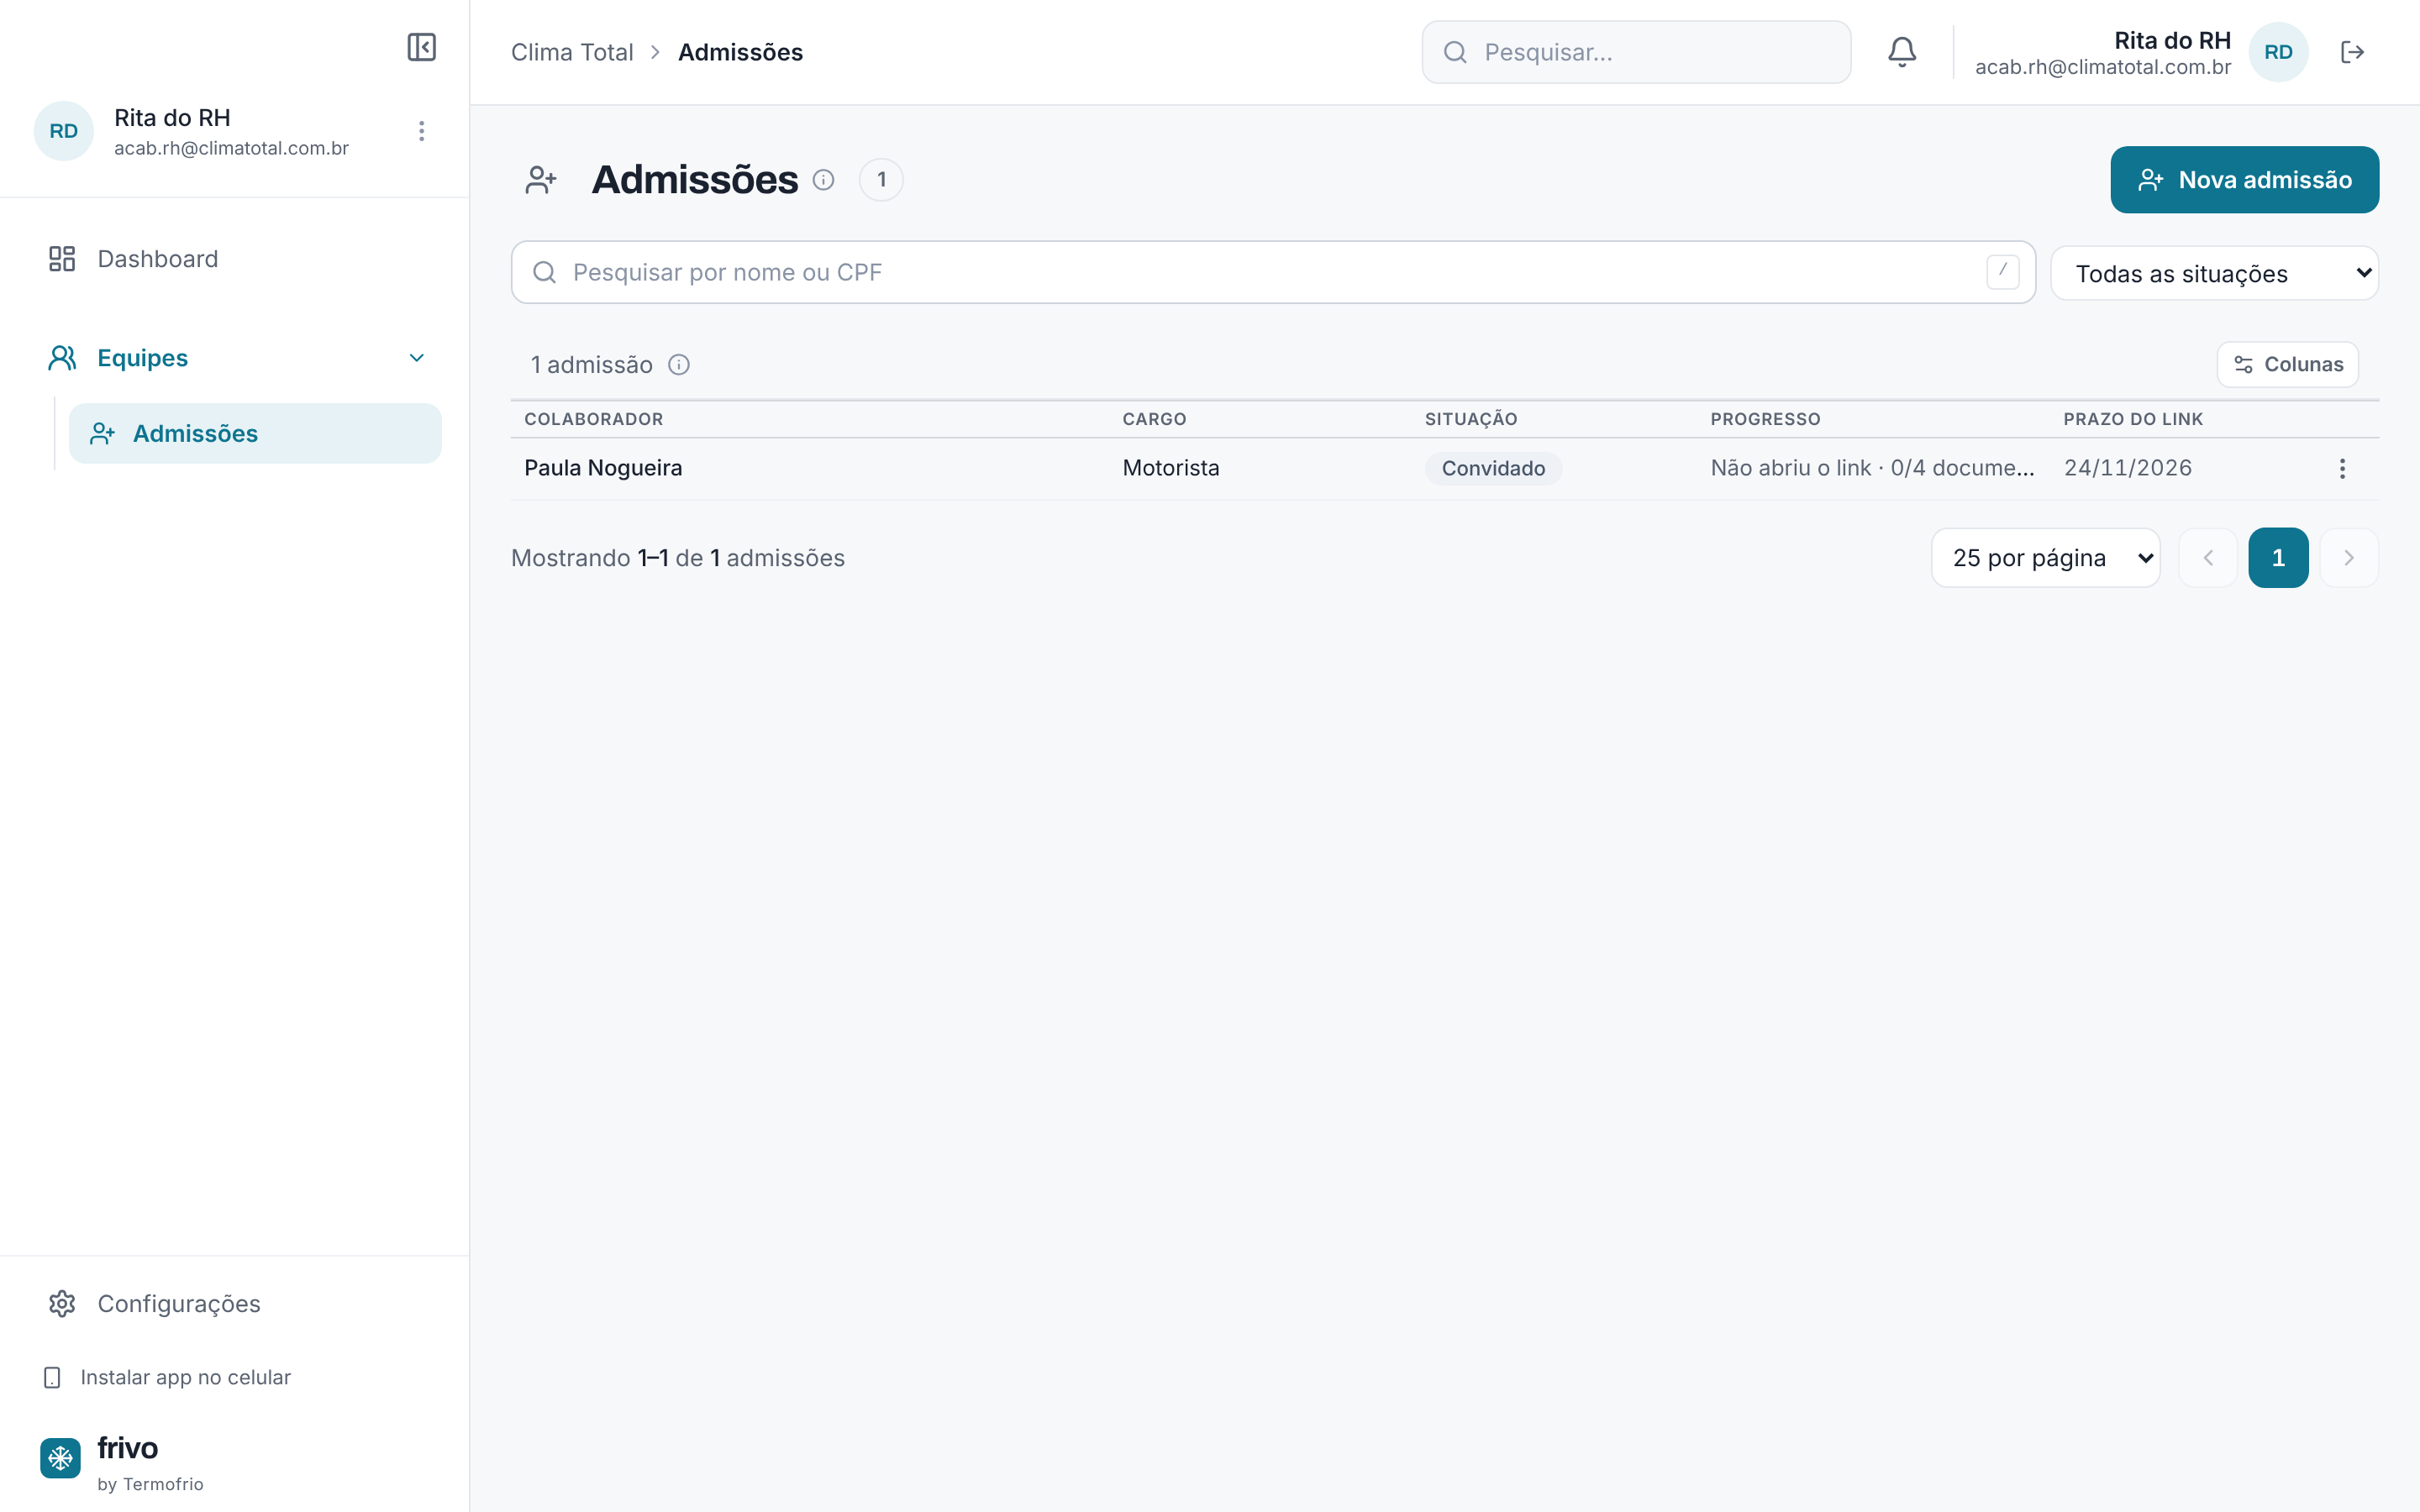 RD
Rita do RH
acab.rh@climatotal.com.br
Dashboard
Equipes
Admissões
Configurações
Instalar app no celular
frivo
by Termofrio
Clima Total > Admissões
Pesquisar...
Rita do RH
acab.rh@climatotal.com.br
RD
Admissões 1
Nova admissão
Pesquisar por nome ou CPF /
Todas as situações
1 admissão
Colunas
COLABORADOR CARGO SITUAÇÃO PROGRESSO PRAZO DO LINK
Paula Nogueira Motorista Convidado Não abriu o link · 0/4 docume... 24/11/2026
Mostrando 1–1 de 1 admissões
25 por página
1